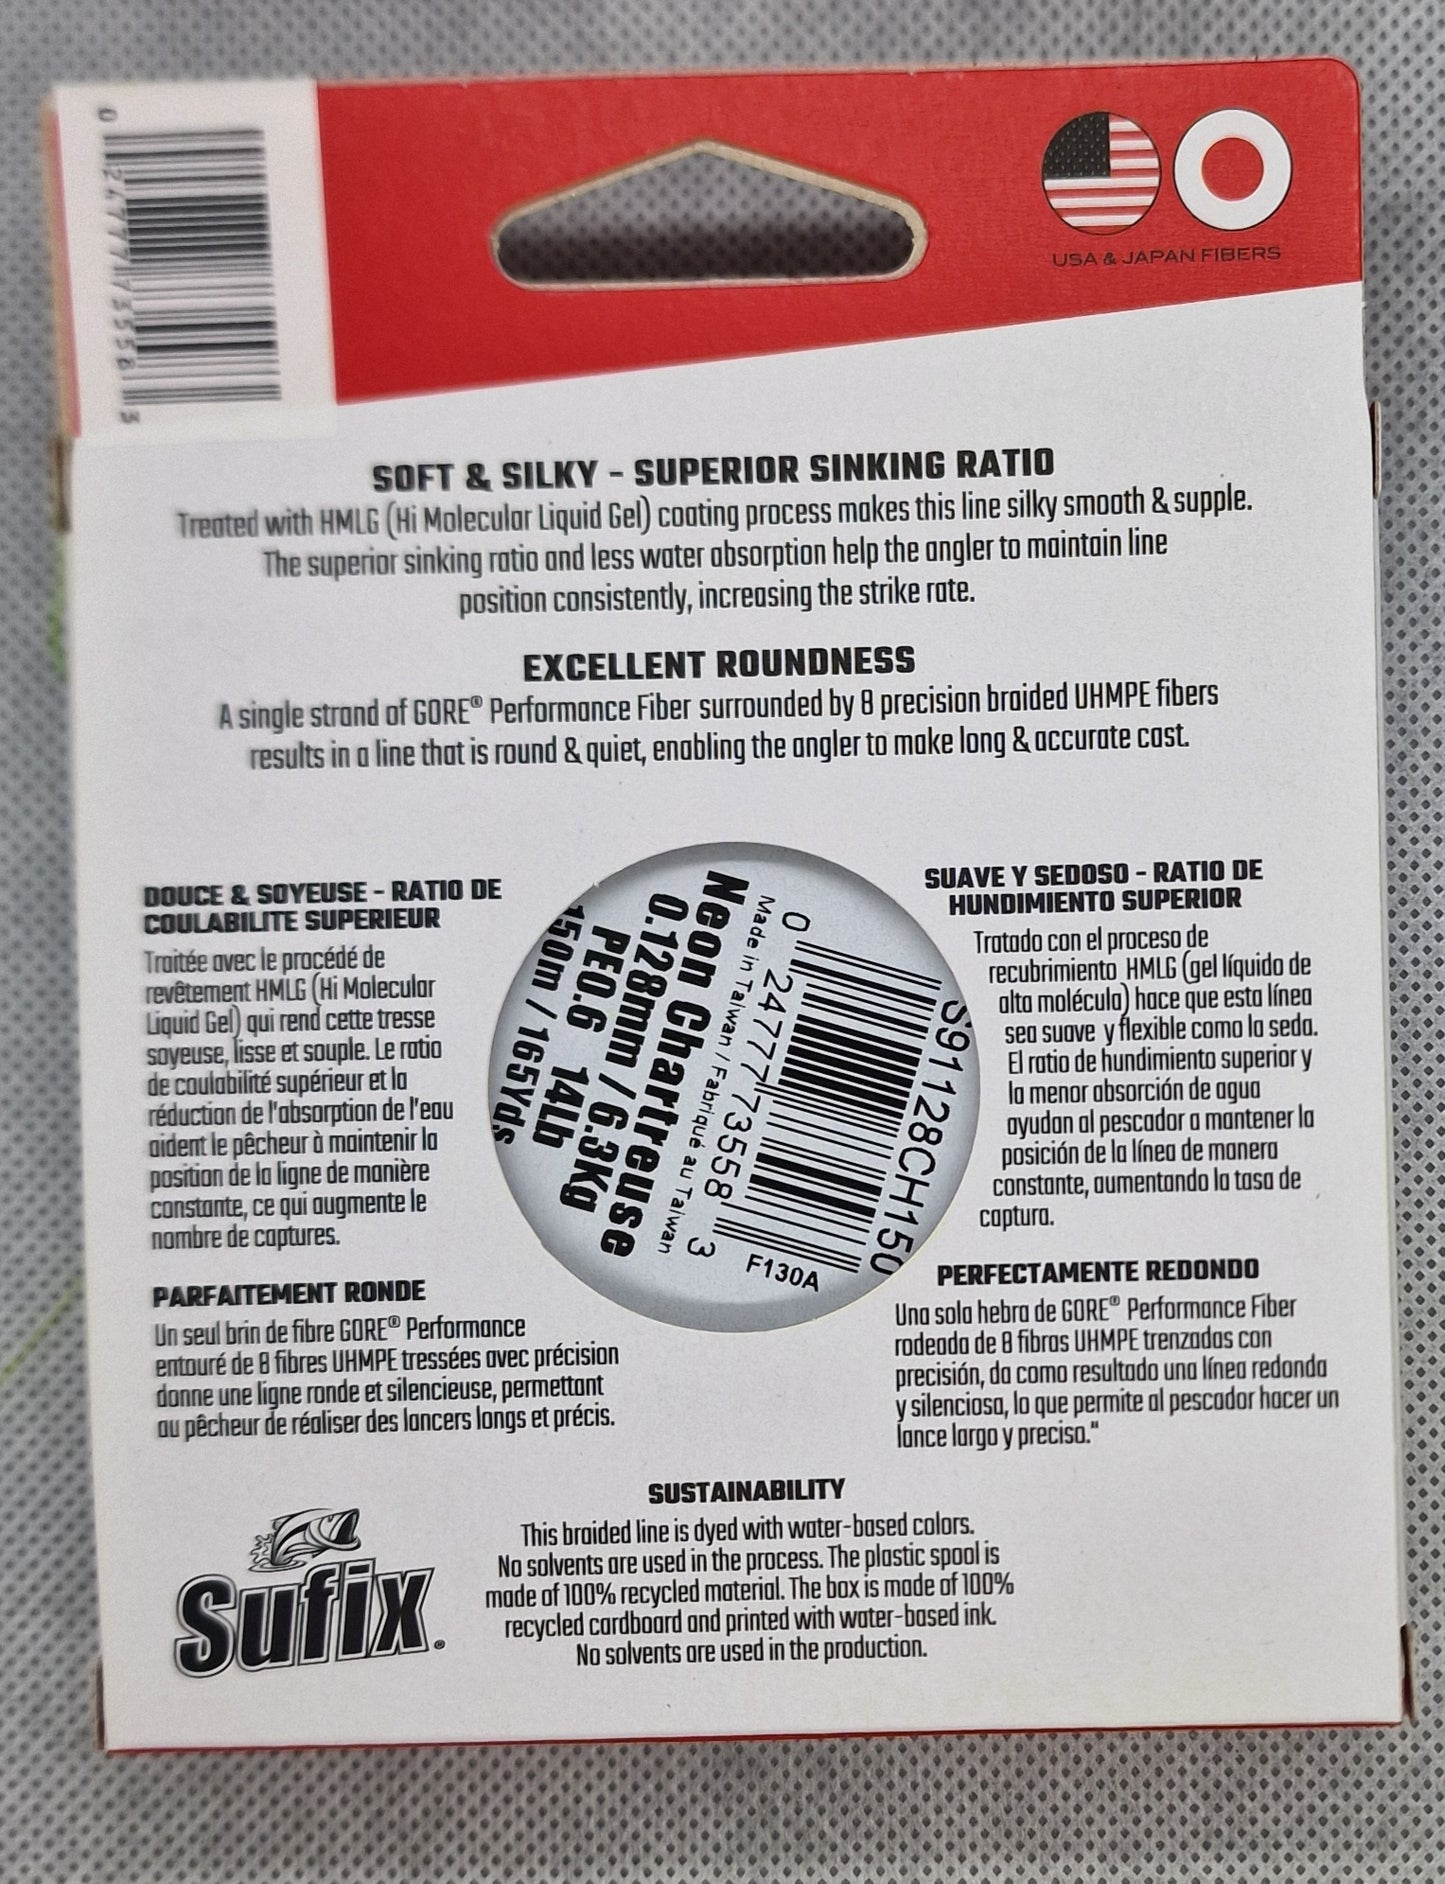 0 24777 73558 3
USA & JAPAN FIBERS
SOFT & SILKY - SUPERIOR SINKING RATIO
Treated with HMLG (Hi Molecular Liquid Gel) coating process makes this line silky smooth & supple.
The superior sinking ratio and less water absorption help the angler to maintain line
position consistently, increasing the strike rate.
EXCELLENT ROUNDNESS
A single strand of GORE® Performance Fiber surrounded by 8 precision braided UHMPE fibers
results in a line that is round & quiet, enabling the angler to make long & accurate cast.
DOUCE & SOYEUSE - RATIO DE
COULABILITE SUPERIEUR
Traitée avec le procédé de
revêtement HMLG (Hi Molecular
Liquid Gel) qui rend cette tresse
soyeuse, lisse et souple. Le ratio
de coulabilité supérieur et la
réduction de l'absorption de l'eau
aident le pêcheur à maintenir la
position de la ligne de manière
constante, ce qui augmente le
nombre de captures.
PARFAITEMENT RONDE
Un seul brin de fibre GORE® Performance
entouré de 8 fibres UHMPE tressées avec précision
donne une ligne ronde et silencieuse, permettant
au pêcheur de réaliser des lancers longs et précis.
S91128CH150
0 24777 73558 3
F130A
Made in Taiwan / Fabriqué au Taiwan
Neon Chartreuse
0.128mm / 6.3Kg
PE0.6 14Lb
150m / 165Yds
SUAVE Y SEDOSO - RATIO DE
HUNDIMIENTO SUPERIOR
Tratado con el proceso de
recubrimiento HMLG (gel líquido de
alta molécula) hace que esta línea
sea suave y flexible como la seda.
El ratio de hundimiento superior y
la menor absorción de agua
ayudan al pescador a mantener la
posición de la línea de manera
constante, aumentando la tasa de
captura.
PERFECTAMENTE REDONDO
Una sola hebra de GORE® Performance Fiber
rodeada de 8 fibras UHMPE trenzadas con
precisión, da como resultado una línea redonda
y silenciosa, lo que permite al pescador hacer un
lance largo y preciso."
SUSTAINABILITY
This braided line is dyed with water-based colors.
No solvents are used in the process. The plastic spool is
made of 100% recycled material. The box is made of 100%
recycled cardboard and printed with water-based ink.
No solvents are used in the production.
Sufix®